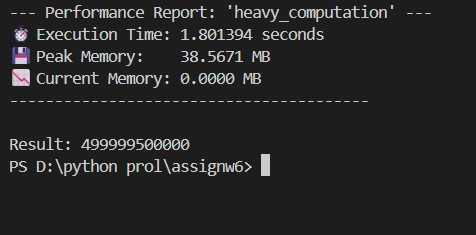 --- Performance Report: 'heavy_computation' ---
⏱️ Execution Time: 1.801394 seconds
💾 Peak Memory:    38.5671 MB
📉 Current Memory: 0.0000 MB
----------------------------------------
Result: 499999500000
PS D:\python prol\assignw6>